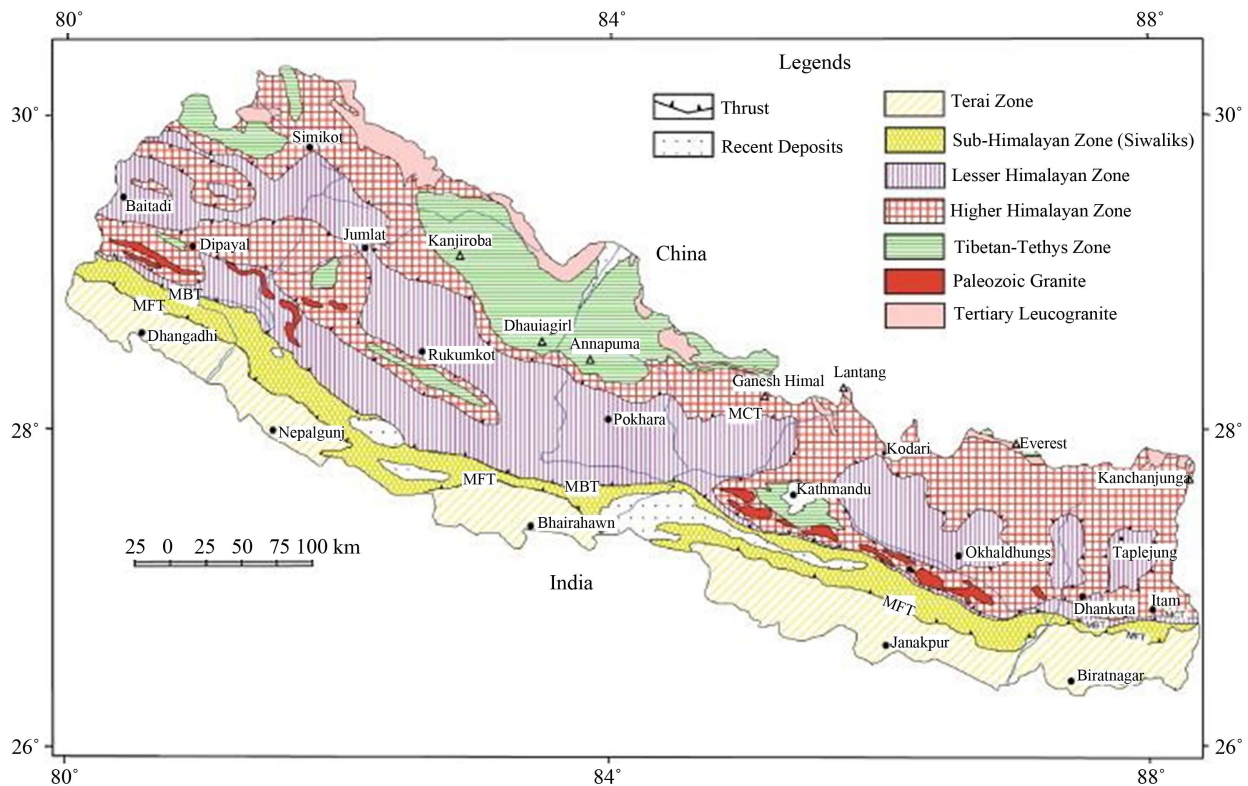 80°
84°
88°
Legends
30°
30°
Thrust
Recent Deposits
Terai Zone
Sub-Himalayan Zone (Siwaliks)
Lesser Himalayan Zone
Higher Himalayan Zone
Tibetan-Tethys Zone
Paleozoic Granite
Tertiary Leucogranite
Simikot
Baitadi
Dipayal
Jumlat
Kanjiroba
China
MBT
MFT
Dhangadhi
Dhauiagirl
Annapuma
Rukumkot
Ganesh Himal
Lantang
MCT
Pokhara
28°
28°
Nepalgunj
Kodari
Everest
Kanchanjunga
MFT
MBT
Kathmandu
Bhairahawn
25 0 25 50 75 100 km
India
Okhaldhungs
Taplejung
MFT
Dhankuta
Itam
MCT
MBT
MFT
Janakpur
Biratnagar
26°
26°
80°
84°
88°